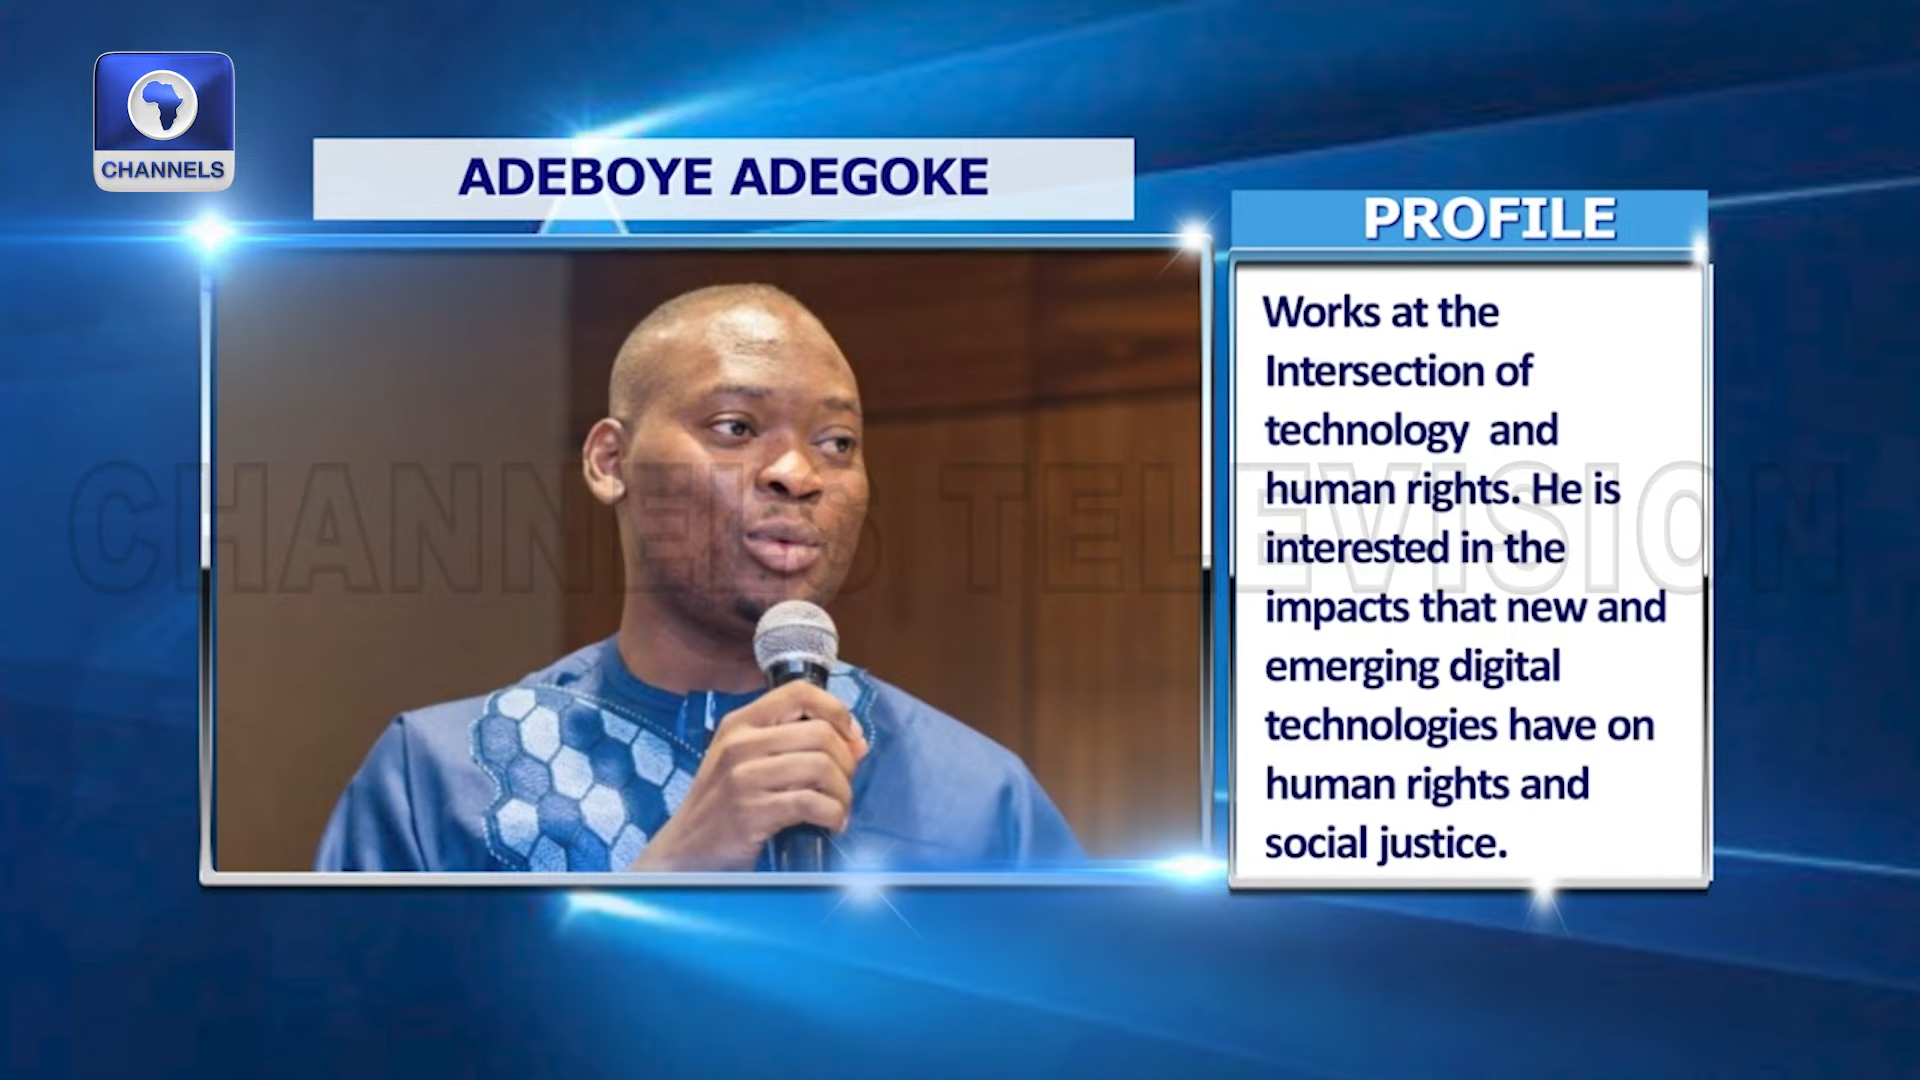 CHANNELS
ADEBOYE ADEGOKE
PROFILE
Works at the
Intersection of
technology and
human rights. He is
interested in the
impacts that new and
emerging digital
technologies have on
human rights and
social justice.
CHANNELS TELEVISION